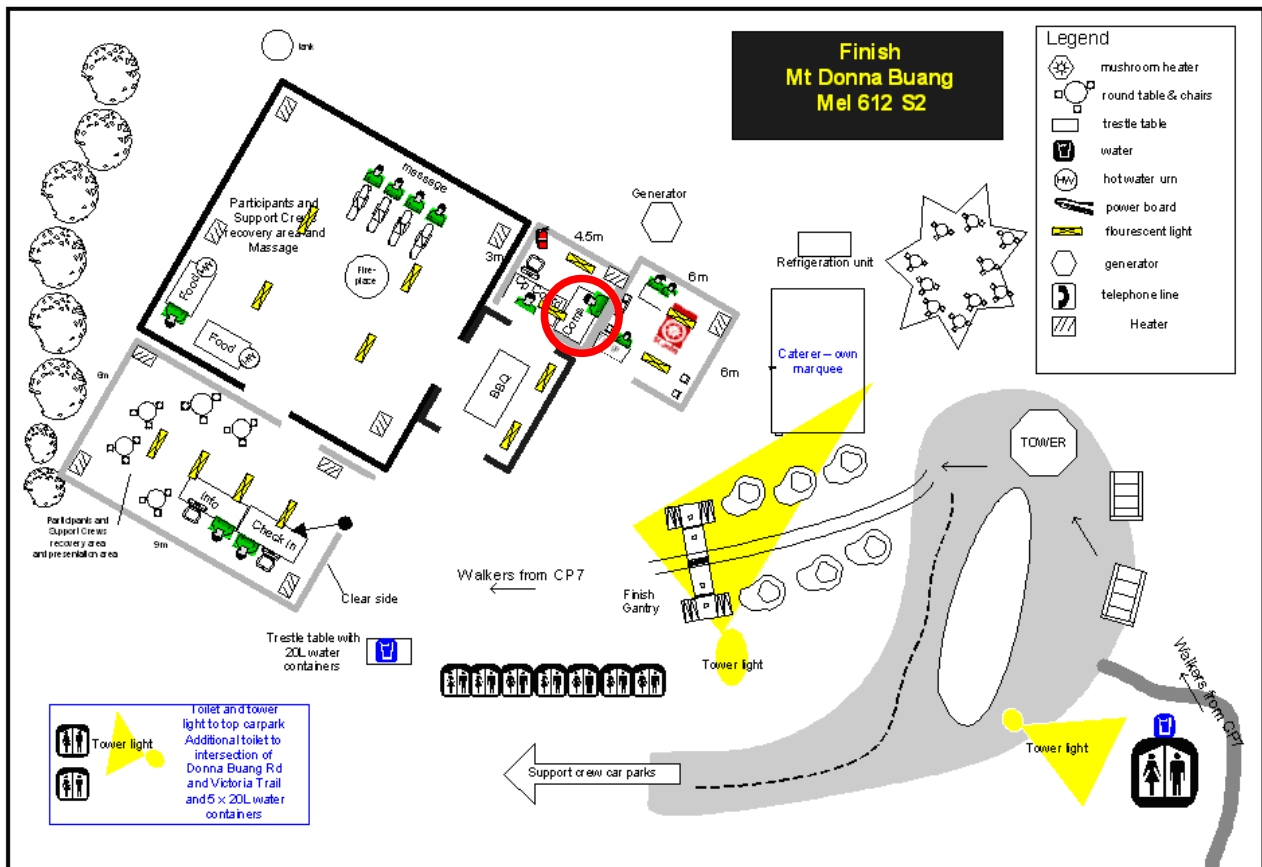 tank
Finish
Mt Donna Buang
Mel 612 S2
Legend
mushroom heater
round table & chairs
trestle table
water
hot water urn
power board
flourescent light
generator
telephone line
Heater
massage
Participants and
Support Crews
recovery area and
Massage
Fire-
place
Food
Food
3m
4.5m
Generator
6m
6m
Comp
BBQ
Refrigeration unit
Caterer – own
marquee
TOWER
6m
9m
Info
Check in
Participants and
Support Crews
recovery area
and presentation area
Clear side
Walkers from CP7
Finish
Gantry
Trestle table with
20L water
containers
Tower light
Tower light
Walkers from CP7
Support crew car parks
Tower light
Toilet and tower
light to top carpark
Additional toilet to
intersection of
Donna Buang Rd
and Victoria Trail
and 5 x 20L water
containers